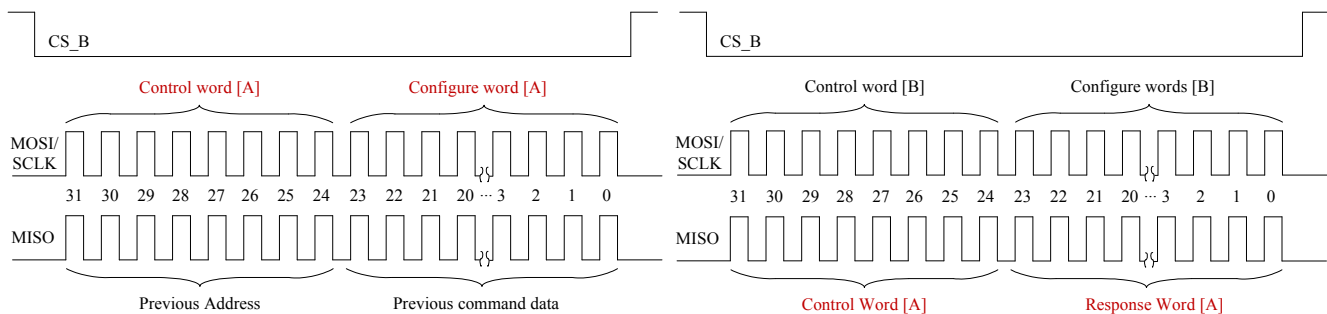 CS_B
Control word [A] Configure word [A]
MOSI/
SCLK
31 30 29 28 27 26 25 24 23 22 21 20 ... 3 2 1 0
MISO
Previous Address Previous command data
CS_B
Control word [B] Configure words [B]
MOSI/
SCLK
31 30 29 28 27 26 25 24 23 22 21 20 ... 3 2 1 0
MISO
Control Word [A] Response Word [A]